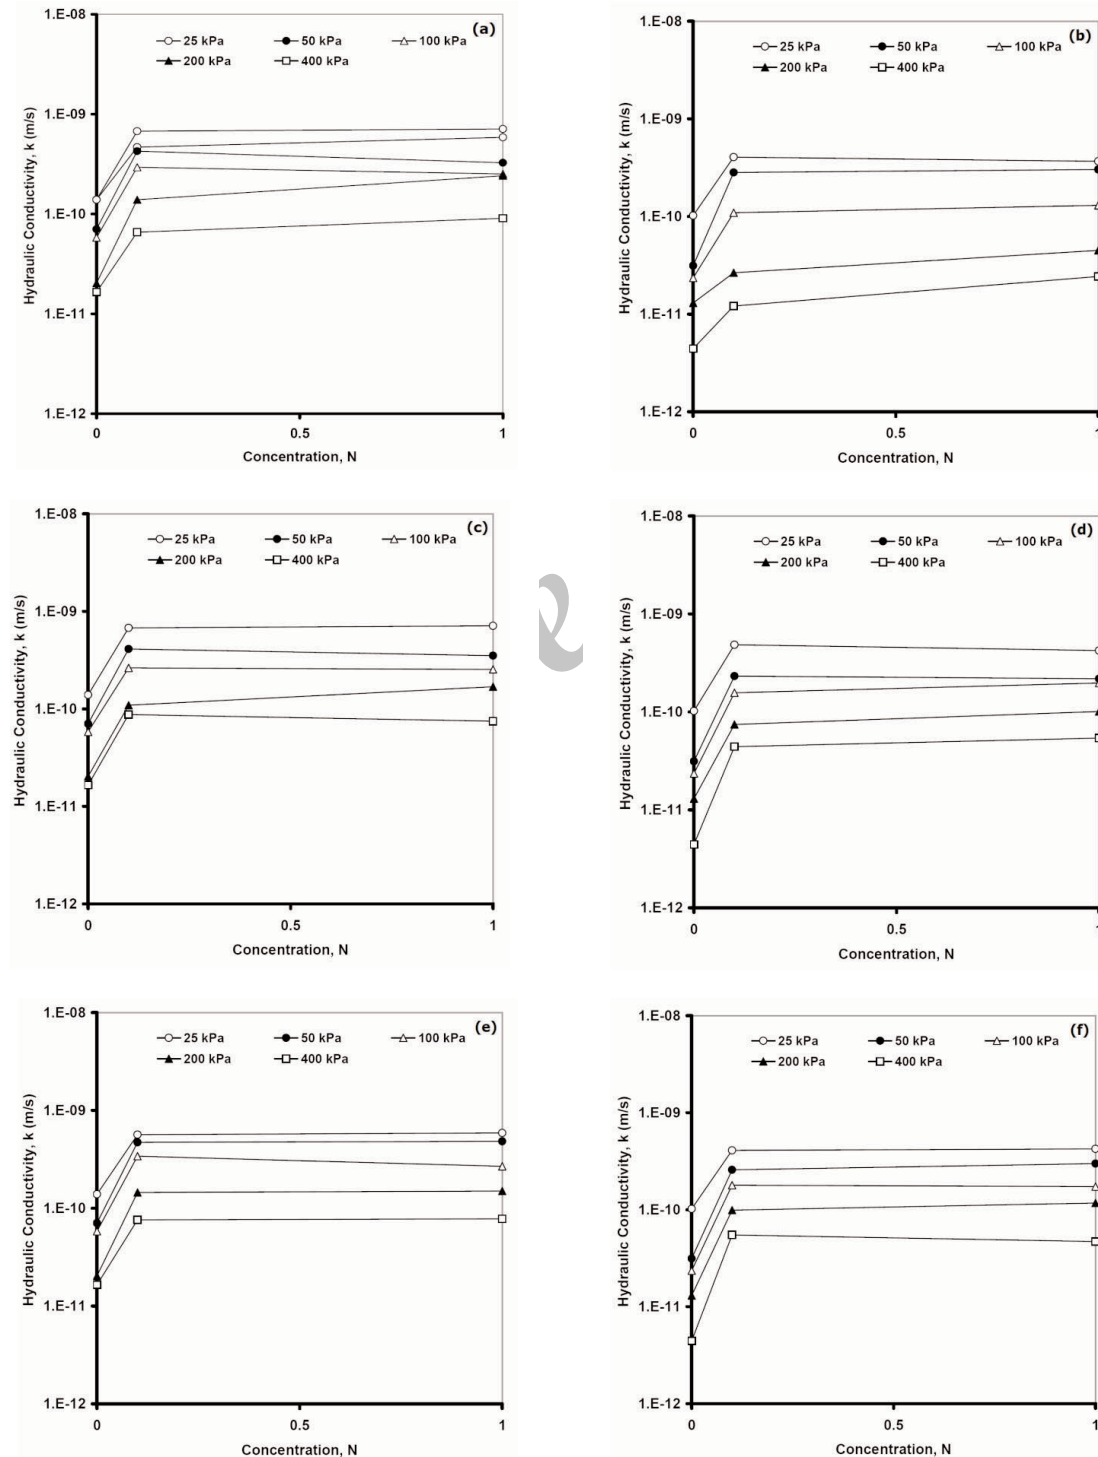 (a)
25 kPa 50 kPa 100 kPa
200 kPa 400 kPa
1.E-08
1.E-09
1.E-10
1.E-11
1.E-12
Hydraulic Conductivity, k (m/s)
0 0.5 1
Concentration, N
(b)
25 kPa 50 kPa 100 kPa
200 kPa 400 kPa
1.E-08
1.E-09
1.E-10
1.E-11
1.E-12
Hydraulic Conductivity, k (m/s)
0 0.5 1
Concentration, N
(c)
25 kPa 50 kPa 100 kPa
200 kPa 400 kPa
1.E-08
1.E-09
1.E-10
1.E-11
1.E-12
Hydraulic Conductivity, k (m/s)
0 0.5 1
Concentration, N
(d)
25 kPa 50 kPa 100 kPa
200 kPa 400 kPa
1.E-08
1.E-09
1.E-10
1.E-11
1.E-12
Hydraulic Conductivity, k (m/s)
0 0.5 1
Concentration, N
(e)
25 kPa 50 kPa 100 kPa
200 kPa 400 kPa
1.E-08
1.E-09
1.E-10
1.E-11
1.E-12
Hydraulic Conductivity, k (m/s)
0 0.5 1
Concentration, N
(f)
25 kPa 50 kPa 100 kPa
200 kPa 400 kPa
1.E-08
1.E-09
1.E-10
1.E-11
1.E-12
Hydraulic Conductivity, k (m/s)
0 0.5 1
Concentration, N